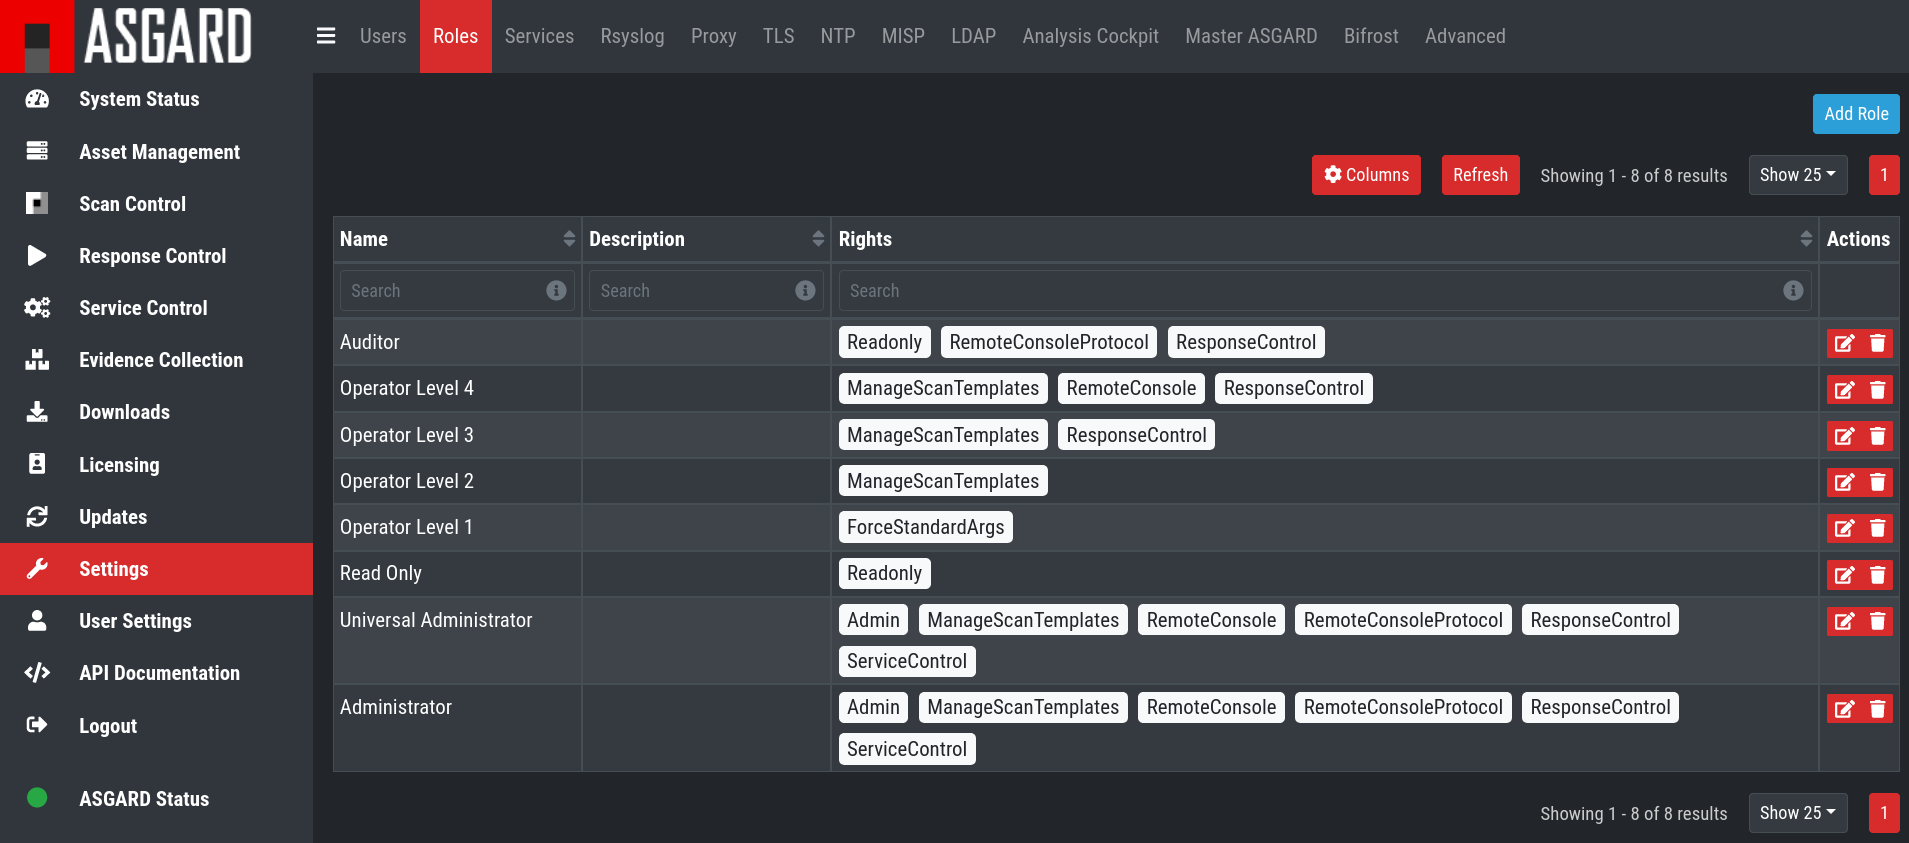 ASGARD
Users Roles Services Rsyslog Proxy TLS NTP MISP LDAP Analysis Cockpit Master ASGARD Bifrost Advanced
System Status
Asset Management
Scan Control
Response Control
Service Control
Evidence Collection
Downloads
Licensing
Updates
Settings
User Settings
API Documentation
Logout
ASGARD Status
Add Role
Columns Refresh Showing 1 - 8 of 8 results Show 25 1
Name Description Rights Actions
Search Search Search
Auditor Readonly RemoteConsoleProtocol ResponseControl
Operator Level 4 ManageScanTemplates RemoteConsole ResponseControl
Operator Level 3 ManageScanTemplates ResponseControl
Operator Level 2 ManageScanTemplates
Operator Level 1 ForceStandardArgs
Read Only Readonly
Universal Administrator Admin ManageScanTemplates RemoteConsole RemoteConsoleProtocol ResponseControl
ServiceControl
Administrator Admin ManageScanTemplates RemoteConsole RemoteConsoleProtocol ResponseControl
ServiceControl
Showing 1 - 8 of 8 results Show 25 1